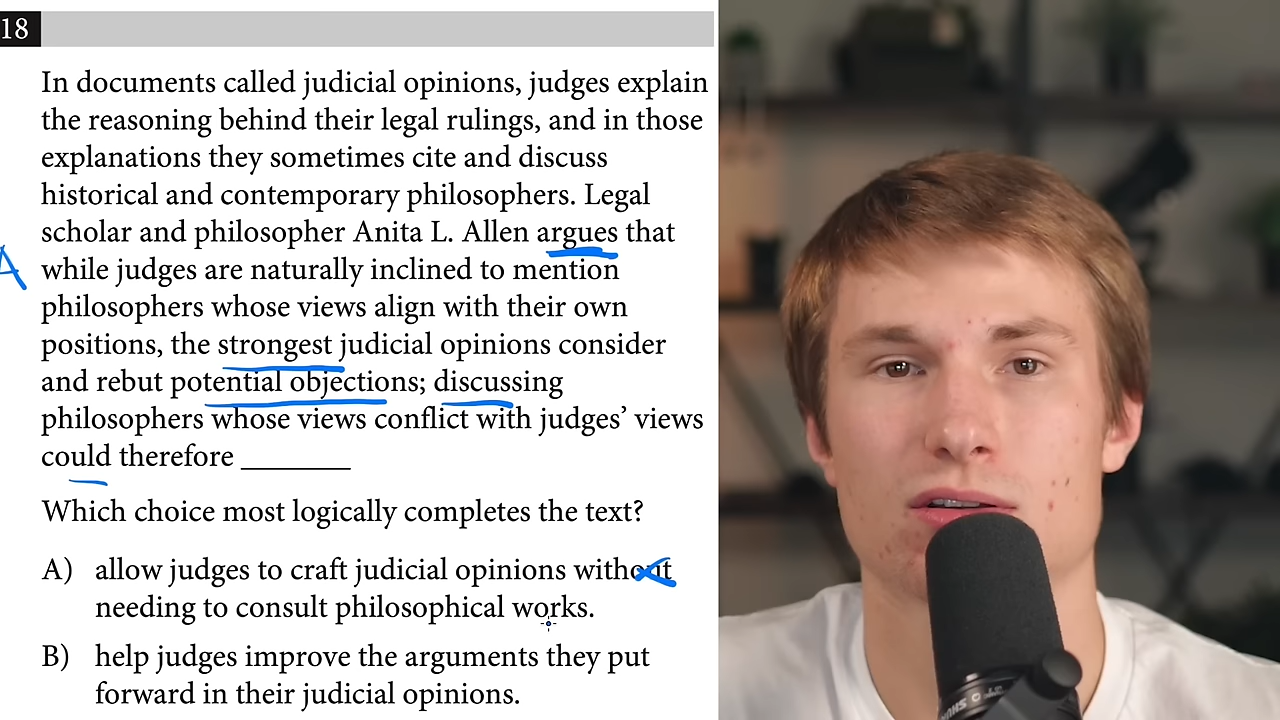 18
In documents called judicial opinions, judges explain
the reasoning behind their legal rulings, and in those
explanations they sometimes cite and discuss
historical and contemporary philosophers. Legal
scholar and philosopher Anita L. Allen argues that
while judges are naturally inclined to mention
philosophers whose views align with their own
positions, the strongest judicial opinions consider
and rebut potential objections; discussing
philosophers whose views conflict with judges’ views
could therefore _______
Which choice most logically completes the text?
A) allow judges to craft judicial opinions without
needing to consult philosophical works.
B) help judges improve the arguments they put
forward in their judicial opinions.